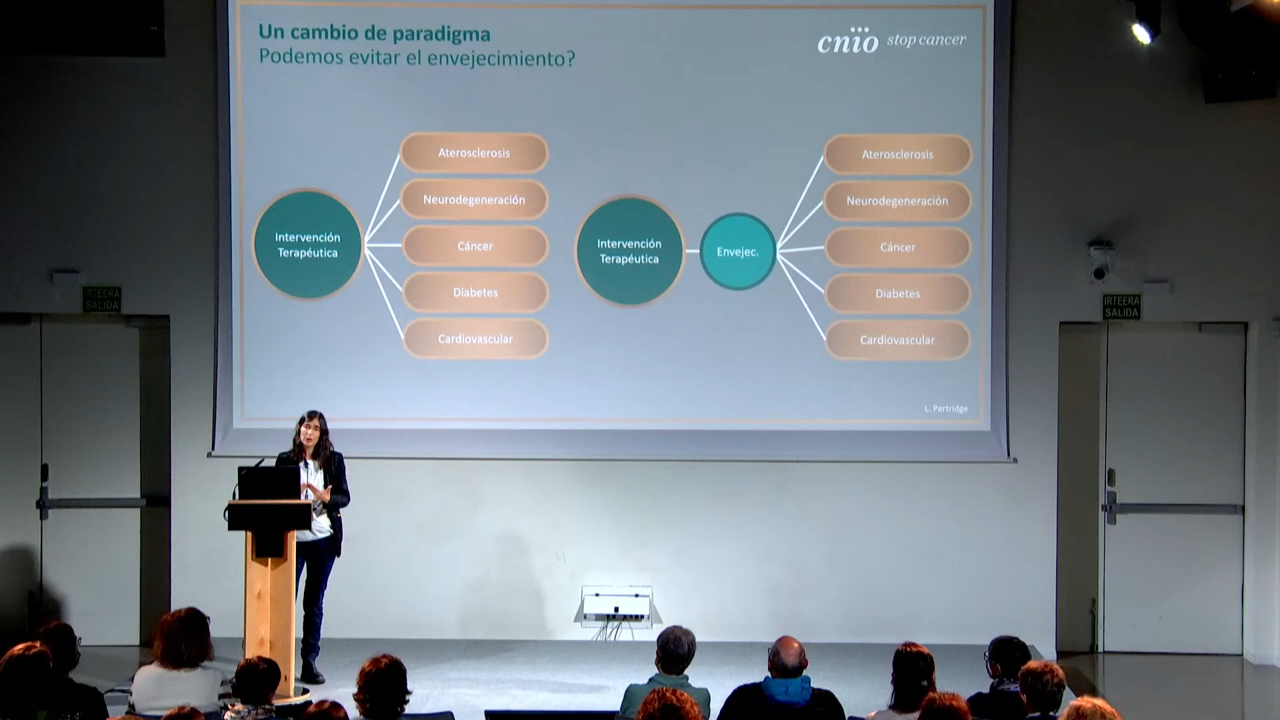 Un cambio de paradigma
Podemos evitar el envejecimiento?
cnio stop cancer
Intervención
Terapéutica
Aterosclerosis
Neurodegeneración
Cáncer
Diabetes
Cardiovascular
Intervención
Terapéutica
Envejec.
Aterosclerosis
Neurodegeneración
Cáncer
Diabetes
Cardiovascular
L. Partridge
IRTEERA
SALIDA
IRTEERA
SALIDA